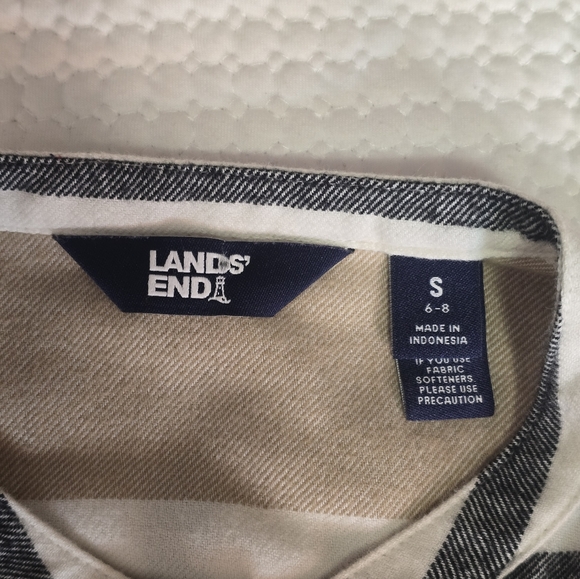 LANDS'
END
S
6-8
MADE IN
INDONESIA
IF YOU USE
FABRIC
SOFTENERS
PLEASE USE
PRECAUTION